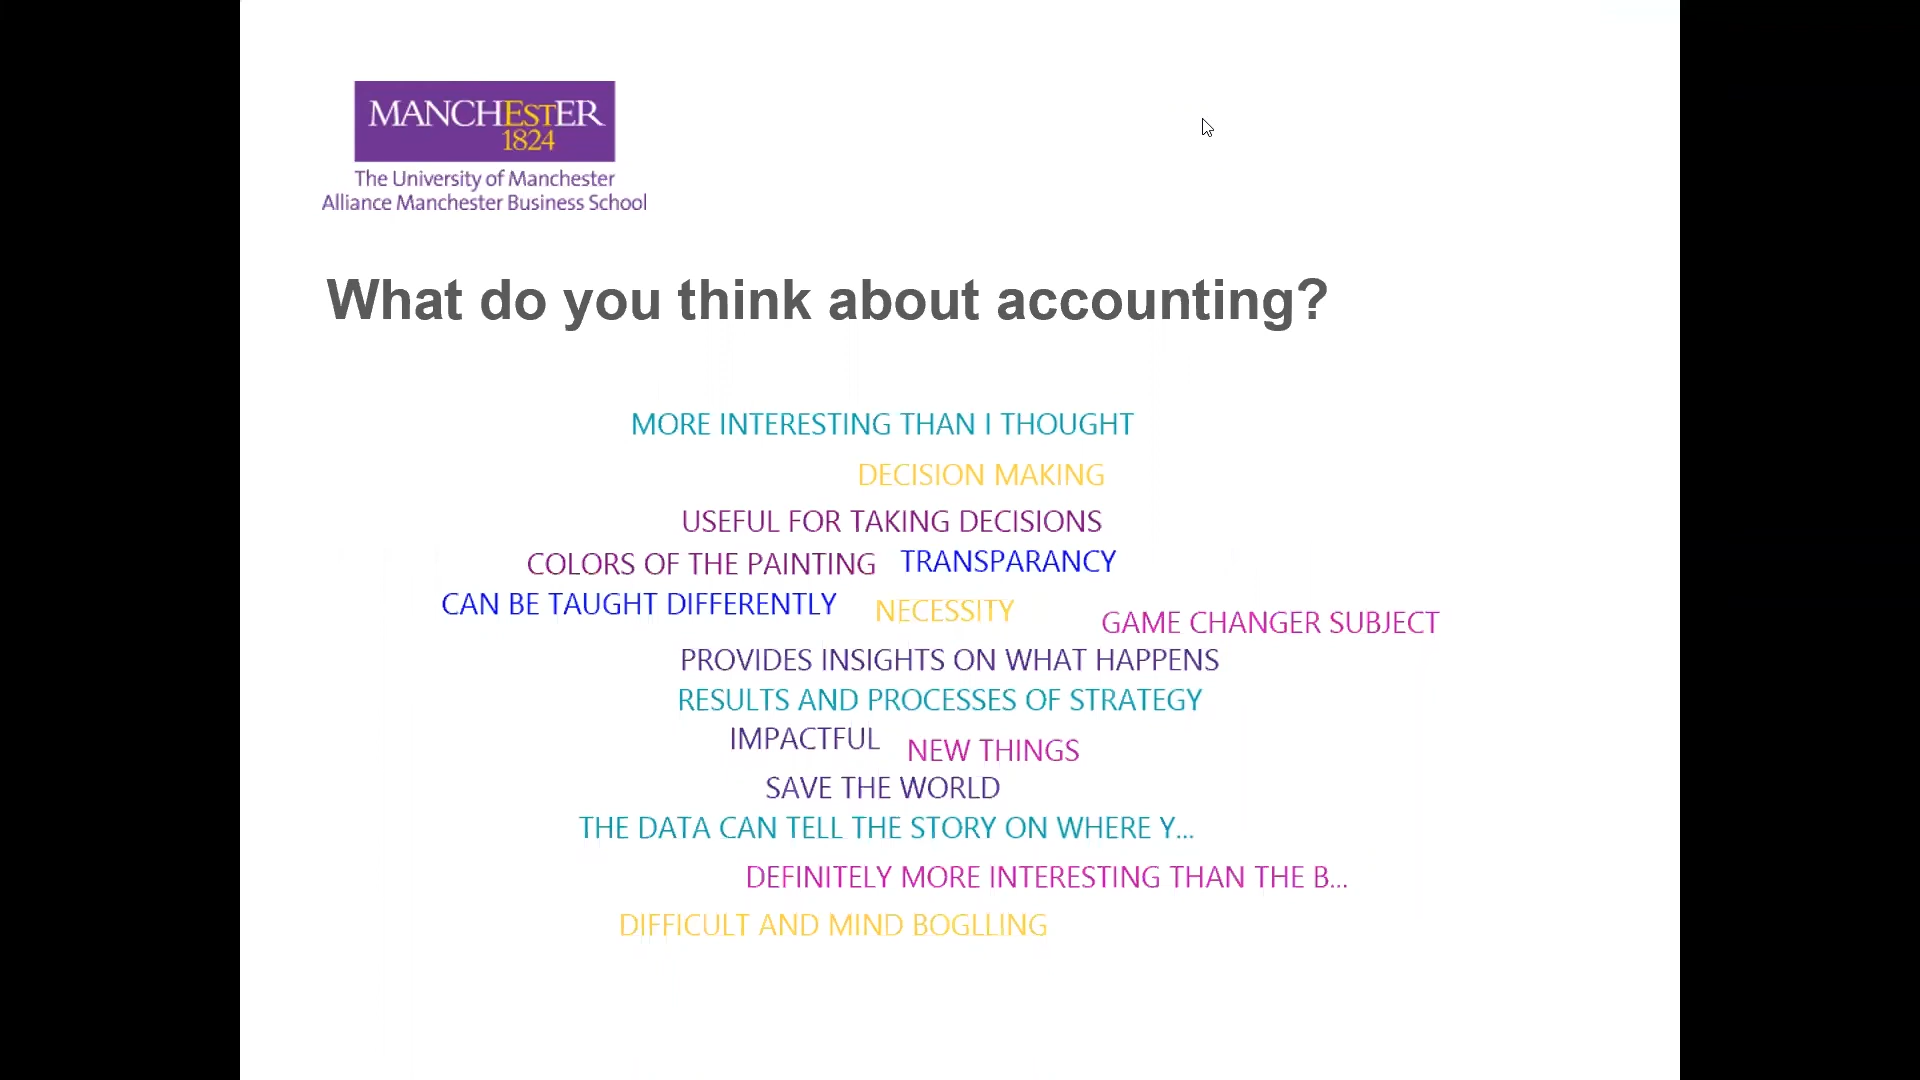 MANCHESTER
1824
The University of Manchester
Alliance Manchester Business School
What do you think about accounting?
MORE INTERESTING THAN I THOUGHT
DECISION MAKING
USEFUL FOR TAKING DECISIONS
COLORS OF THE PAINTING TRANSPARANCY
CAN BE TAUGHT DIFFERENTLY NECESSITY GAME CHANGER SUBJECT
PROVIDES INSIGHTS ON WHAT HAPPENS
RESULTS AND PROCESSES OF STRATEGY
IMPACTFUL NEW THINGS
SAVE THE WORLD
THE DATA CAN TELL THE STORY ON WHERE Y...
DEFINITELY MORE INTERESTING THAN THE B...
DIFFICULT AND MIND BOGLLING